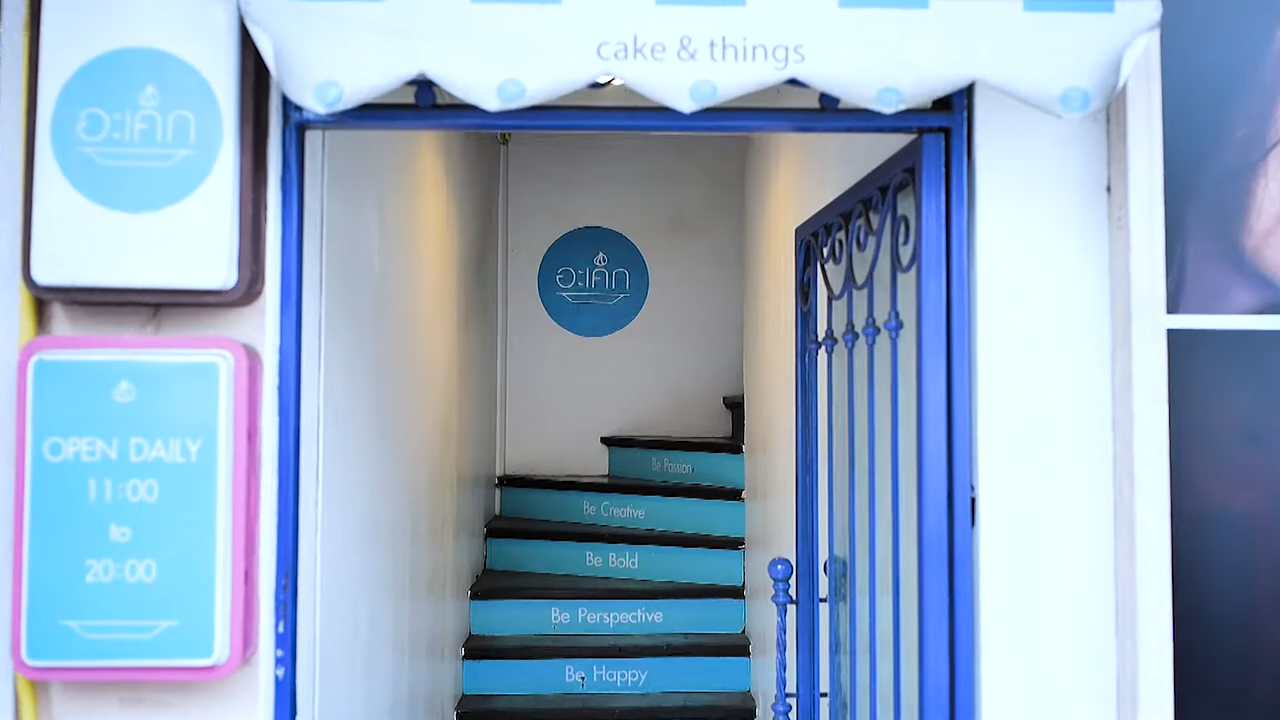 cake & things
อะเค้ก
OPEN DAILY
11:00
to
20:00
อะเค้ก
Be Passion
Be Creative
Be Bold
Be Perspective
Be Happy